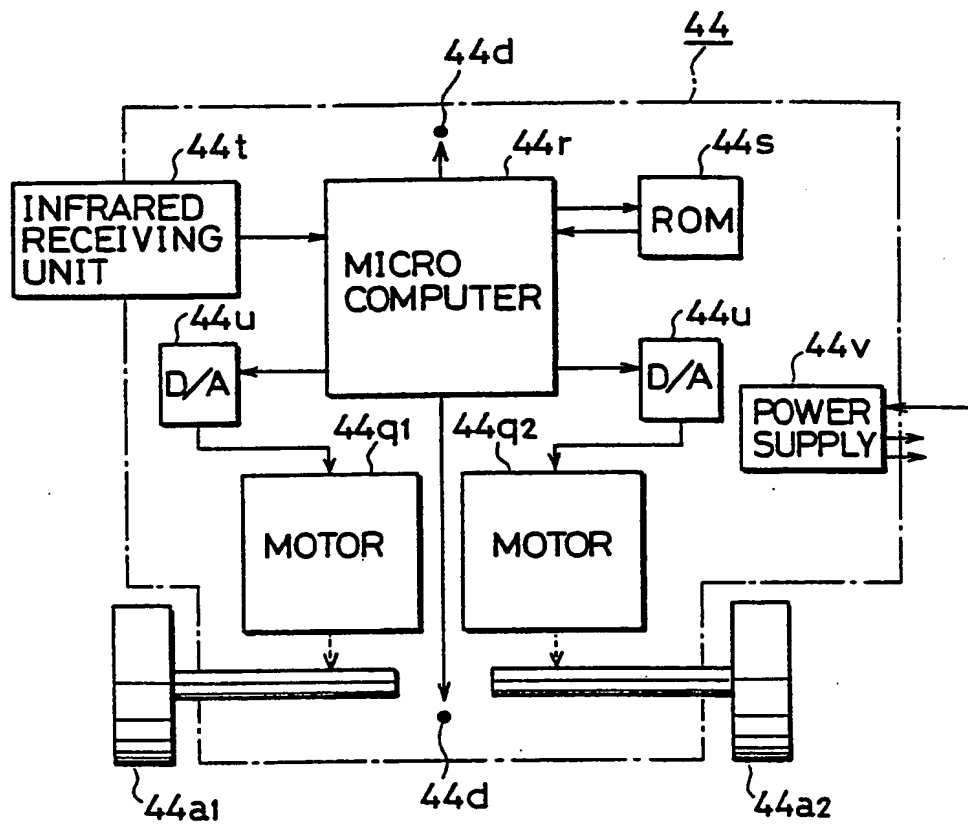 44
44d
44t
44r
44s
INFRARED
RECEIVING
UNIT
MICRO
COMPUTER
ROM
44u
D/A
44u
D/A
44v
POWER
SUPPLY
44q1
MOTOR
44q2
MOTOR
44a1
44d
44a2